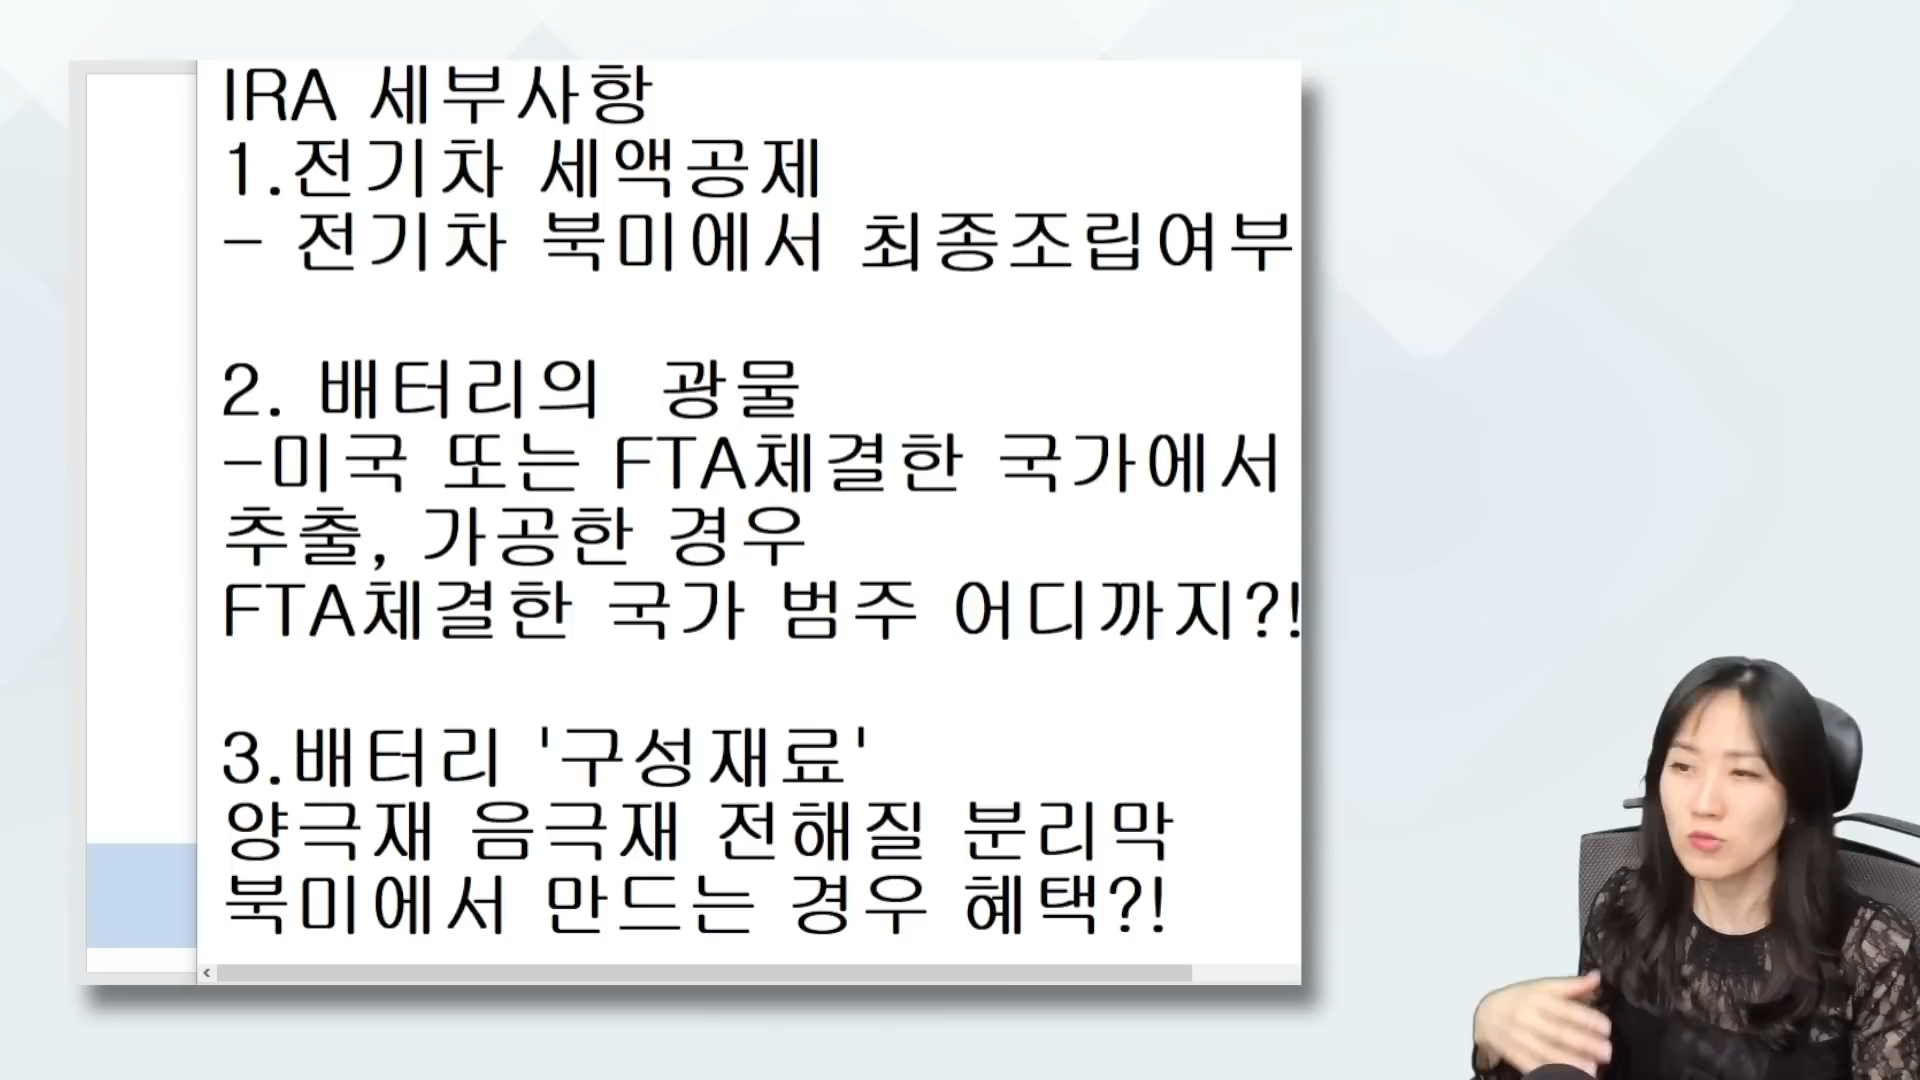 IRA 세부사항
1.전기차 세액공제
- 전기차 북미에서 최종조립여부
2. 배터리의  광물
-미국 또는 FTA체결한 국가에서
추출, 가공한 경우
FTA체결한 국가 범주 어디까지?!
3.배터리 '구성재료'
양극재 음극재 전해질 분리막
북미에서 만드는 경우 혜택?!